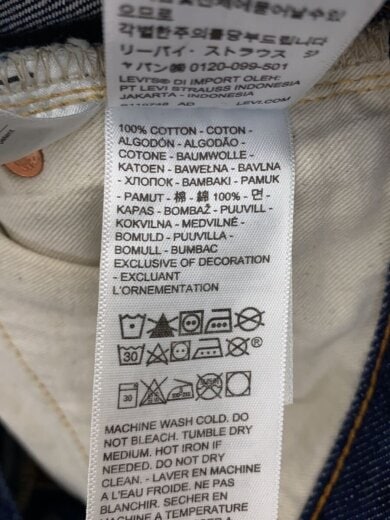 으므로
각별한 주의를 당부드립니다
リーバイ・ストラウス ジ
ャパン㈱ 0120-099-501
LEVI'S® DI IMPORT OLEH:
PT LEVI STRAUSS INDONESIA
JAKARTA - INDONESIA
AD LEVI.COM
100% COTTON - COTON -
ALGODÓN - ALGODÃO -
COTONE - BAUMWOLLE -
KATOEN - BAWEŁNA - BAVLNA
- ХЛОПОК - BAMBAKI - PAMUK
- PAMUT - 棉 - 綿 100% - 면 -
KAPAS - BOMBAŽ - PUUVILL -
KOKVILNA - MEDVILNĖ -
BOMULD - PUUVILLA -
BOMULL - BUMBAC
EXCLUSIVE OF DECORATION
- EXCLUANT
L'ORNEMENTATION
30 ®
30
MACHINE WASH COLD. DO
NOT BLEACH. TUMBLE DRY
MEDIUM. HOT IRON IF
NEEDED. DO NOT DRY
CLEAN. - LAVER EN MACHINE
A L'EAU FROIDE. NE PAS
BLANCHIR. SECHER EN
MACHINE A TEMPERATURE